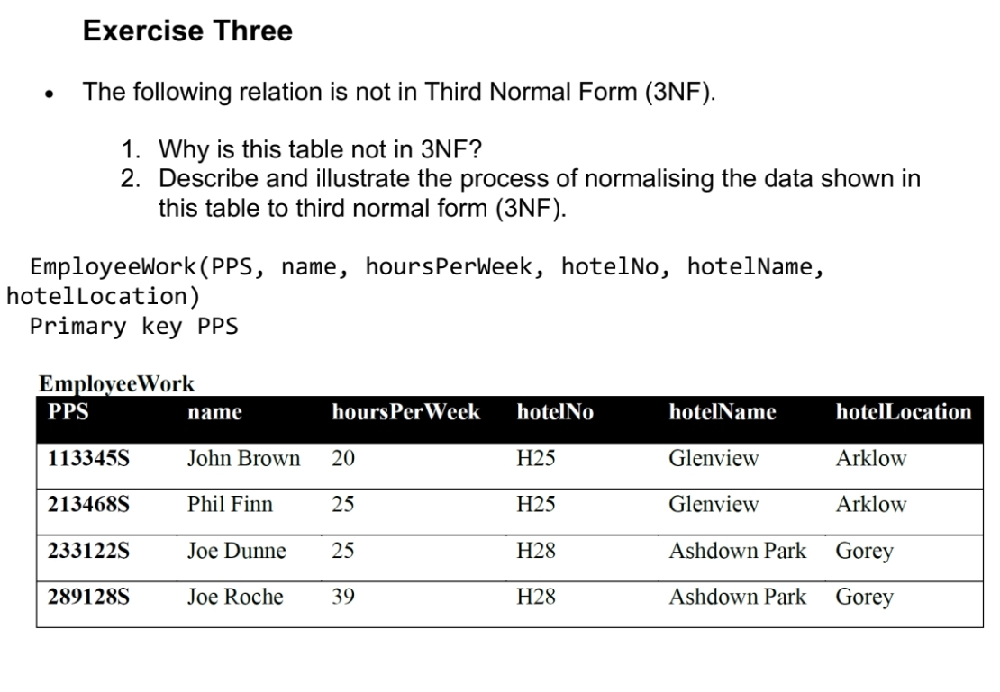 Exercise Three
• The following relation is not in Third Normal Form (3NF).
1. Why is this table not in 3NF?
2. Describe and illustrate the process of normalising the data shown in
this table to third normal form (3NF).
EmployeeWork(PPS, name, hoursPerWeek, hotelNo, hotelName,
hotelLocation)
Primary key PPS
EmployeeWork
PPS name hoursPerWeek hotelNo hotelName hotelLocation
113345S John Brown 20 H25 Glenview Arklow
213468S Phil Finn 25 H25 Glenview Arklow
233122S Joe Dunne 25 H28 Ashdown Park Gorey
289128S Joe Roche 39 H28 Ashdown Park Gorey